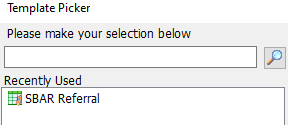 Template Picker
Please make your selection below
Recently Used
SBAR Referral